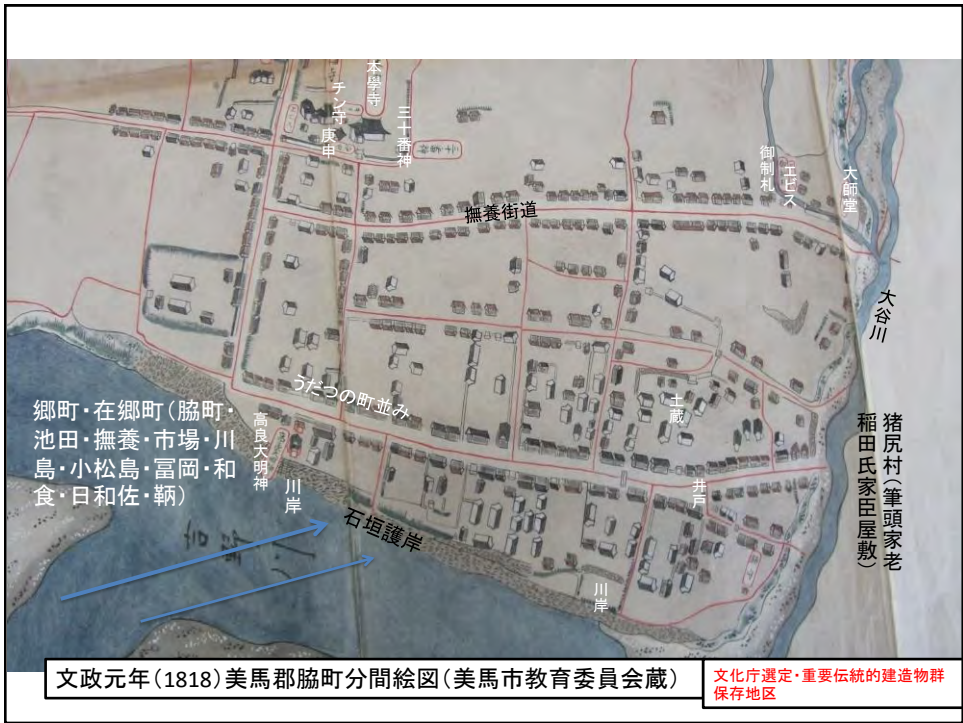 本學寺
チン守
庚申
三十番神
撫養街道
御制札
エビス
大師堂
大谷川
うだつの町並み
土蔵
郷町・在郷町（脇町・
池田・撫養・市場・川
島・小松島・冨岡・和
食・日和佐・鞆）
高良大明神
川岸
石垣護岸
井戸
川岸
猪尻村（筆頭家老
稲田氏家臣屋敷）
吉野川
文政元年（1818）美馬郡脇町分間絵図（美馬市教育委員会蔵）
文化庁選定・重要伝統的建造物群
保存地区